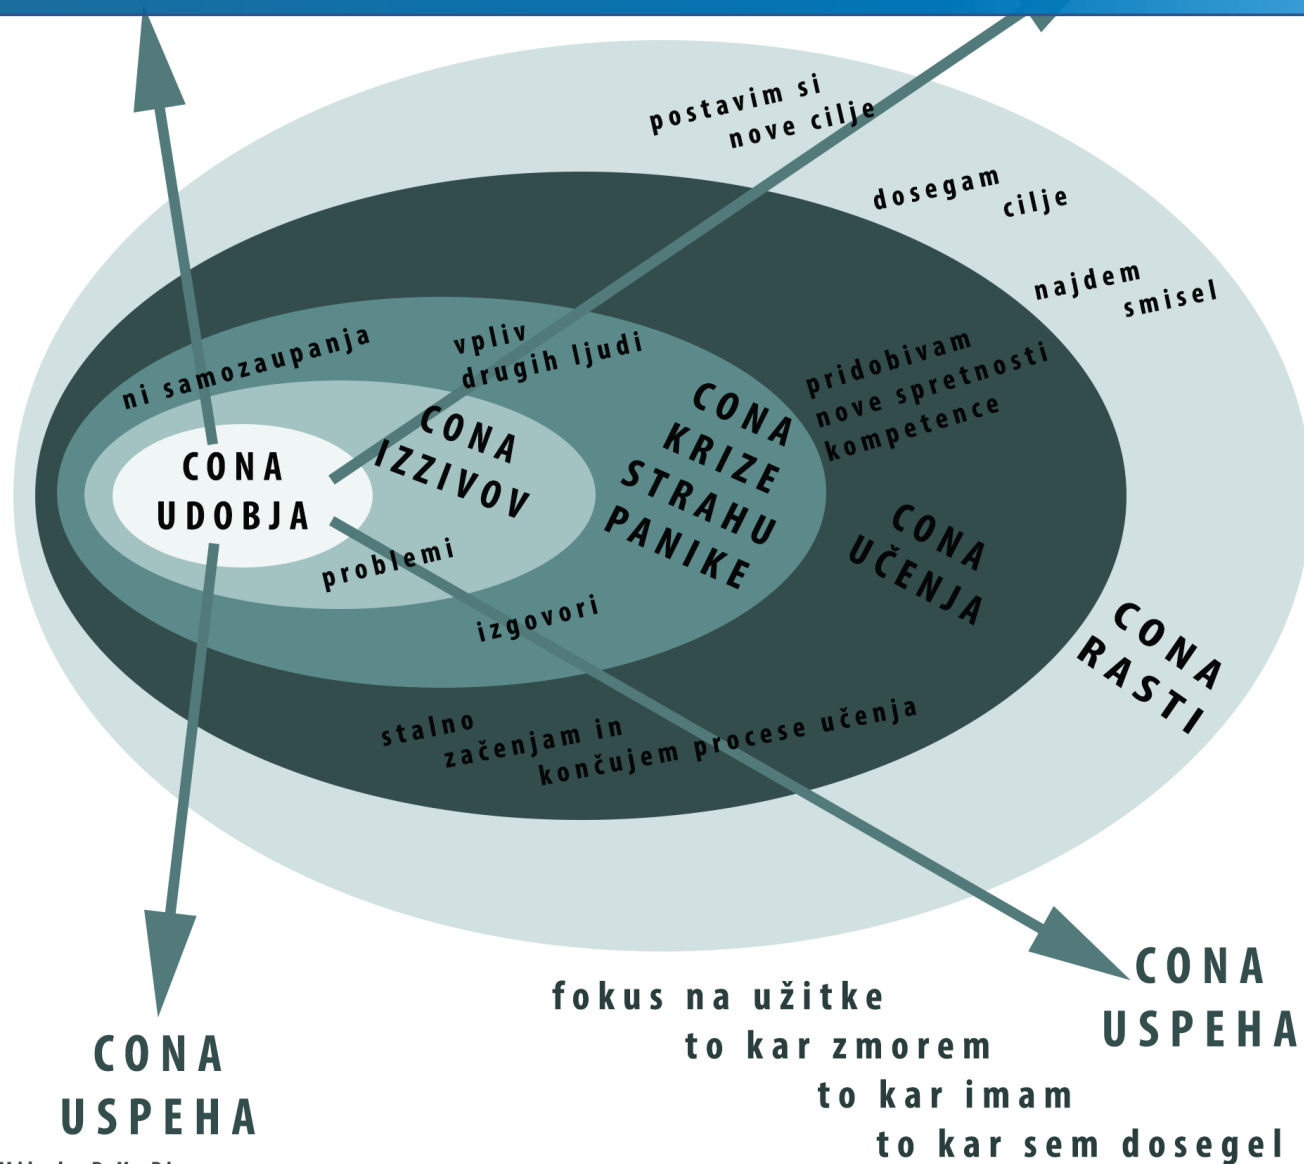 postavim si
nove cilje
dosegam
cilje
najdem
smisel
ni samozaupanja
vpliv
drugih ljudi
pridobivam
nove spretnosti
kompetence
CONA
UDOBJA
CONA
IZZIVOV
CONA
KRIZE
STRAHU
PANIKE
problemi
izgovori
CONA
UČENJA
CONA
RASTI
stalno
začenjam in
končujem procese učenja
CONA
USPEHA
fokus na užitke
to kar zmorem
to kar imam
to kar sem dosegel
CONA
USPEHA